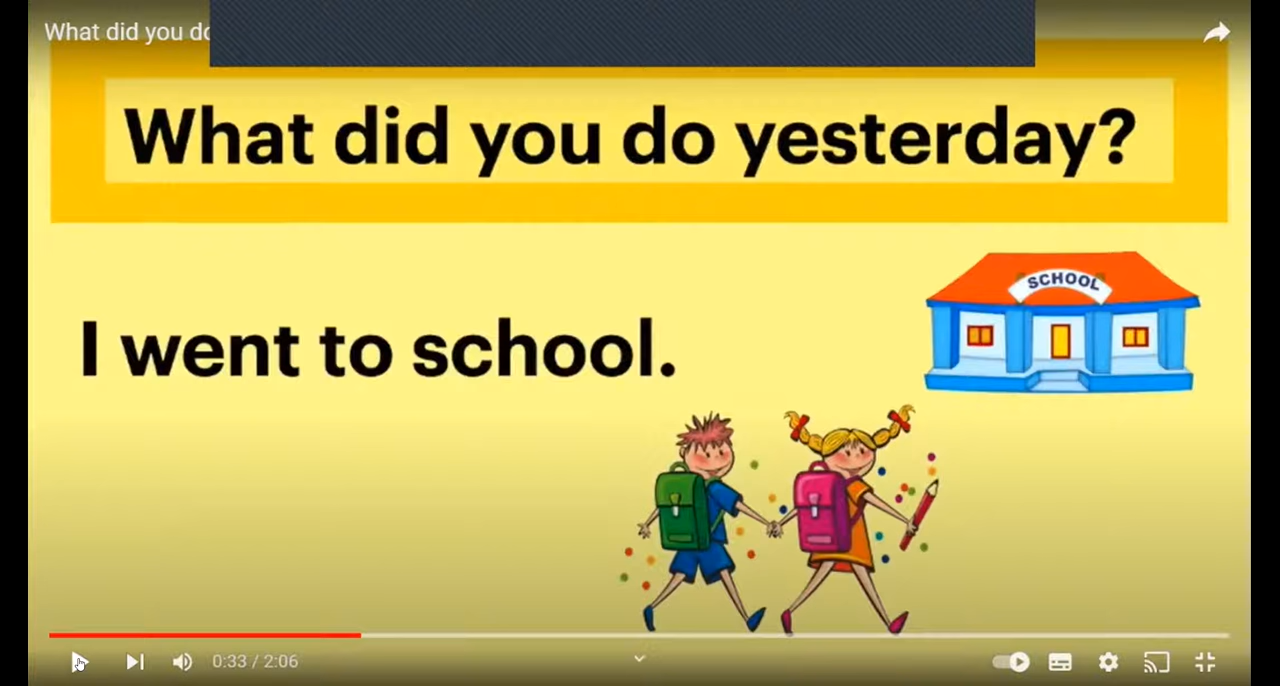 What did you do
What did you do yesterday?
SCHOOL
I went to school.
0:33 / 2:06